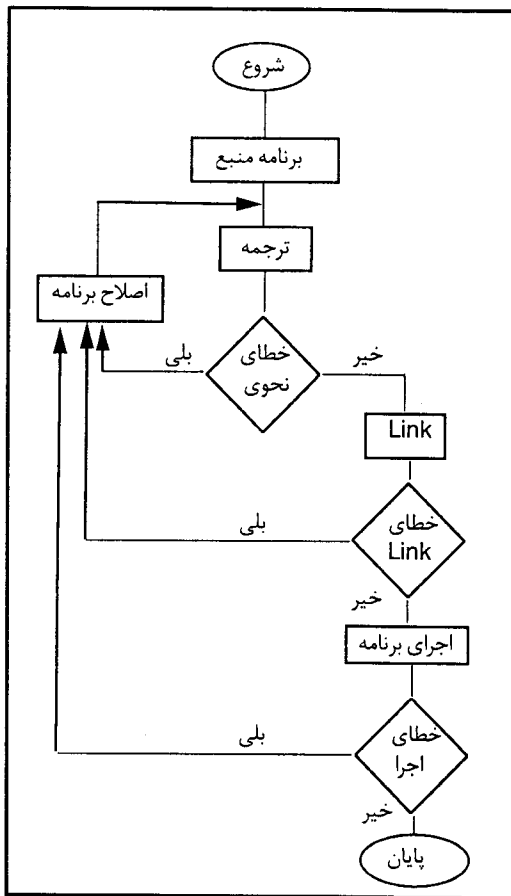 شروع
برنامه منبع
ترجمه
اصلاح برنامه
خطای
نحوی
بلی
خیر
Link
خطای
Link
بلی
خیر
اجرای برنامه
خطای
اجرا
بلی
خیر
پایان